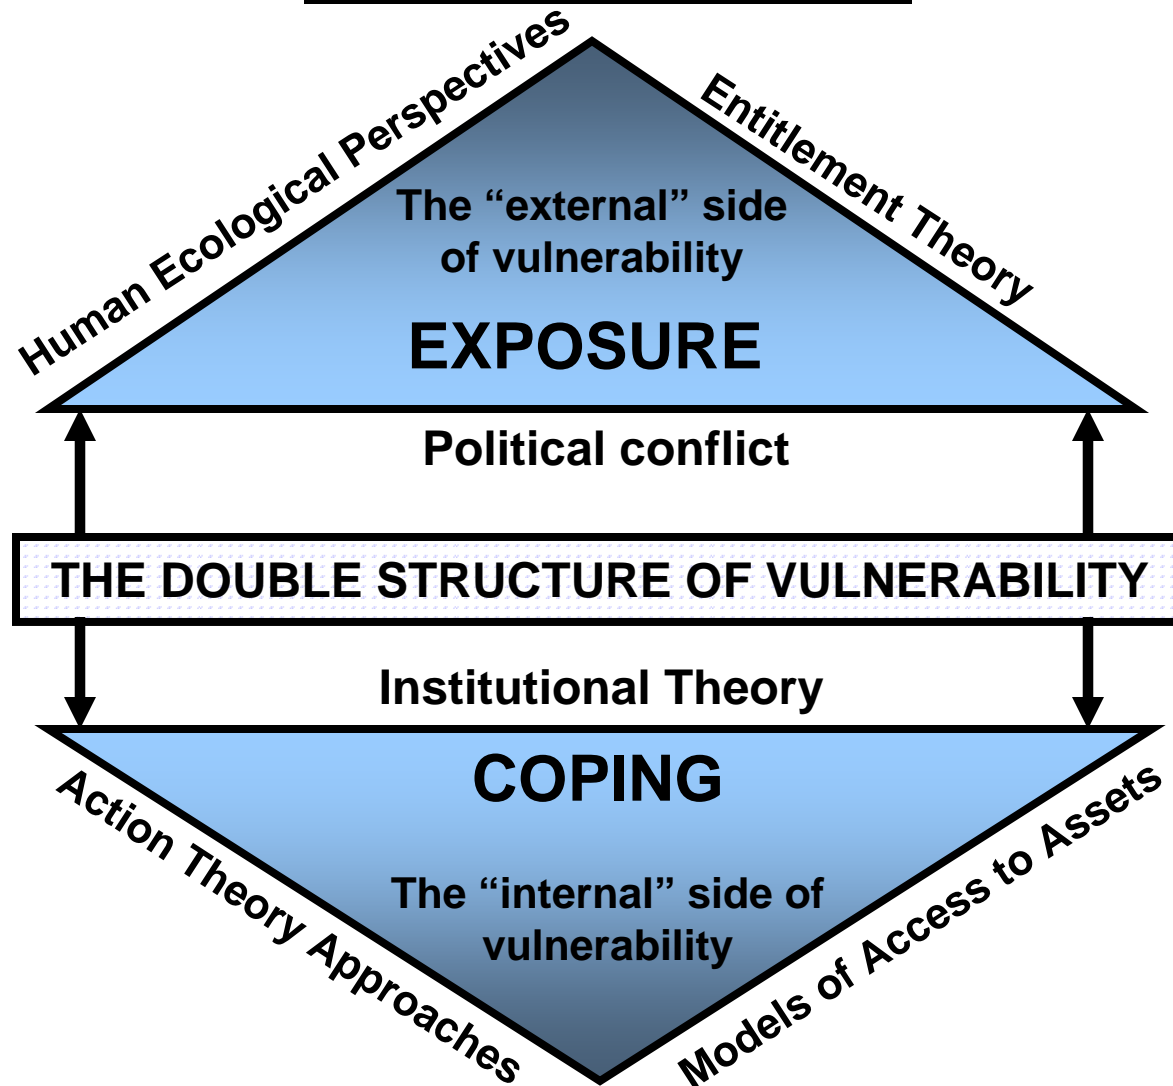 Human Ecological Perspectives
Entitlement Theory
The “external” side
of vulnerability
EXPOSURE
Political conflict
THE DOUBLE STRUCTURE OF VULNERABILITY
Institutional Theory
COPING
The “internal” side of
vulnerability
Action Theory Approaches
Models of Access to Assets